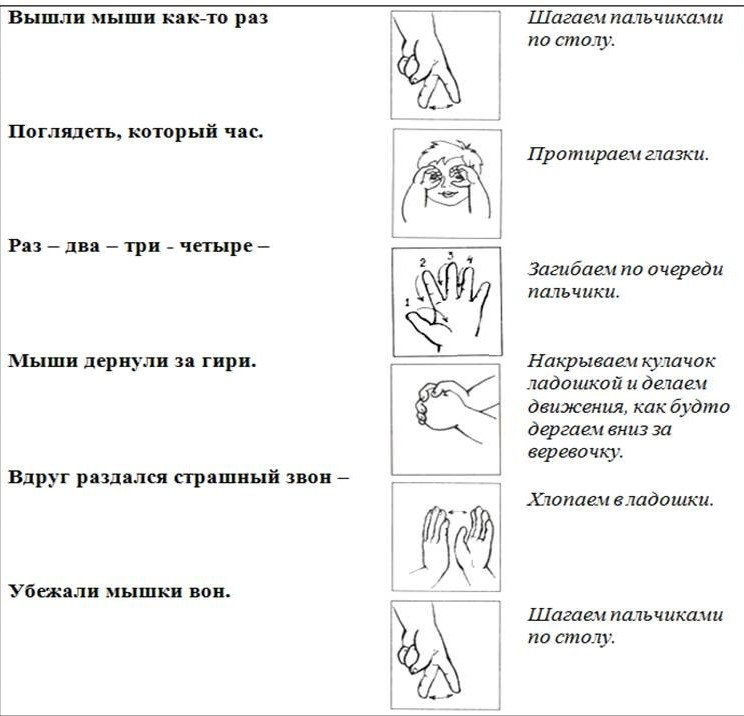 Вышли мыши как-то раз
Шагаем пальчиками
по столу.
Поглядеть, который час.
Протираем глазки.
Раз – два – три - четыре –
1
2
3
4
Загибаем по очереди
пальчики.
Мыши дернули за гири.
Накрываем кулачок
ладошкой и делаем
движения, как будто
дергаем вниз за
веревочку.
Вдруг раздался страшный звон –
Хлопаем в ладошки.
Убежали мышки вон.
Шагаем пальчиками
по столу.